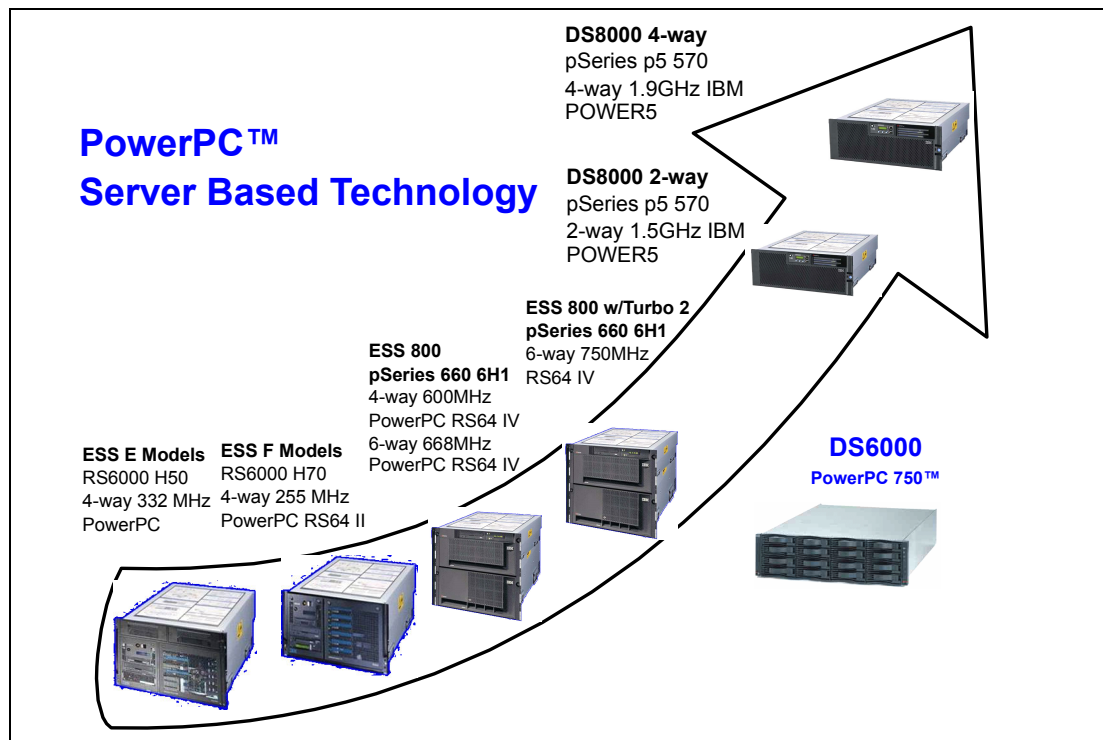 PowerPC™
Server Based Technology
DS8000 4-way
pSeries p5 570
4-way 1.9GHz IBM
POWER5
DS8000 2-way
pSeries p5 570
2-way 1.5GHz IBM
POWER5
ESS 800 w/Turbo 2
pSeries 660 6H1
6-way 750MHz
RS64 IV
ESS 800
pSeries 660 6H1
4-way 600MHz
PowerPC RS64 IV
6-way 668MHz
PowerPC RS64 IV
ESS E Models
RS6000 H50
4-way 332 MHz
PowerPC
ESS F Models
RS6000 H70
4-way 255 MHz
PowerPC RS64 II
DS6000
PowerPC 750™